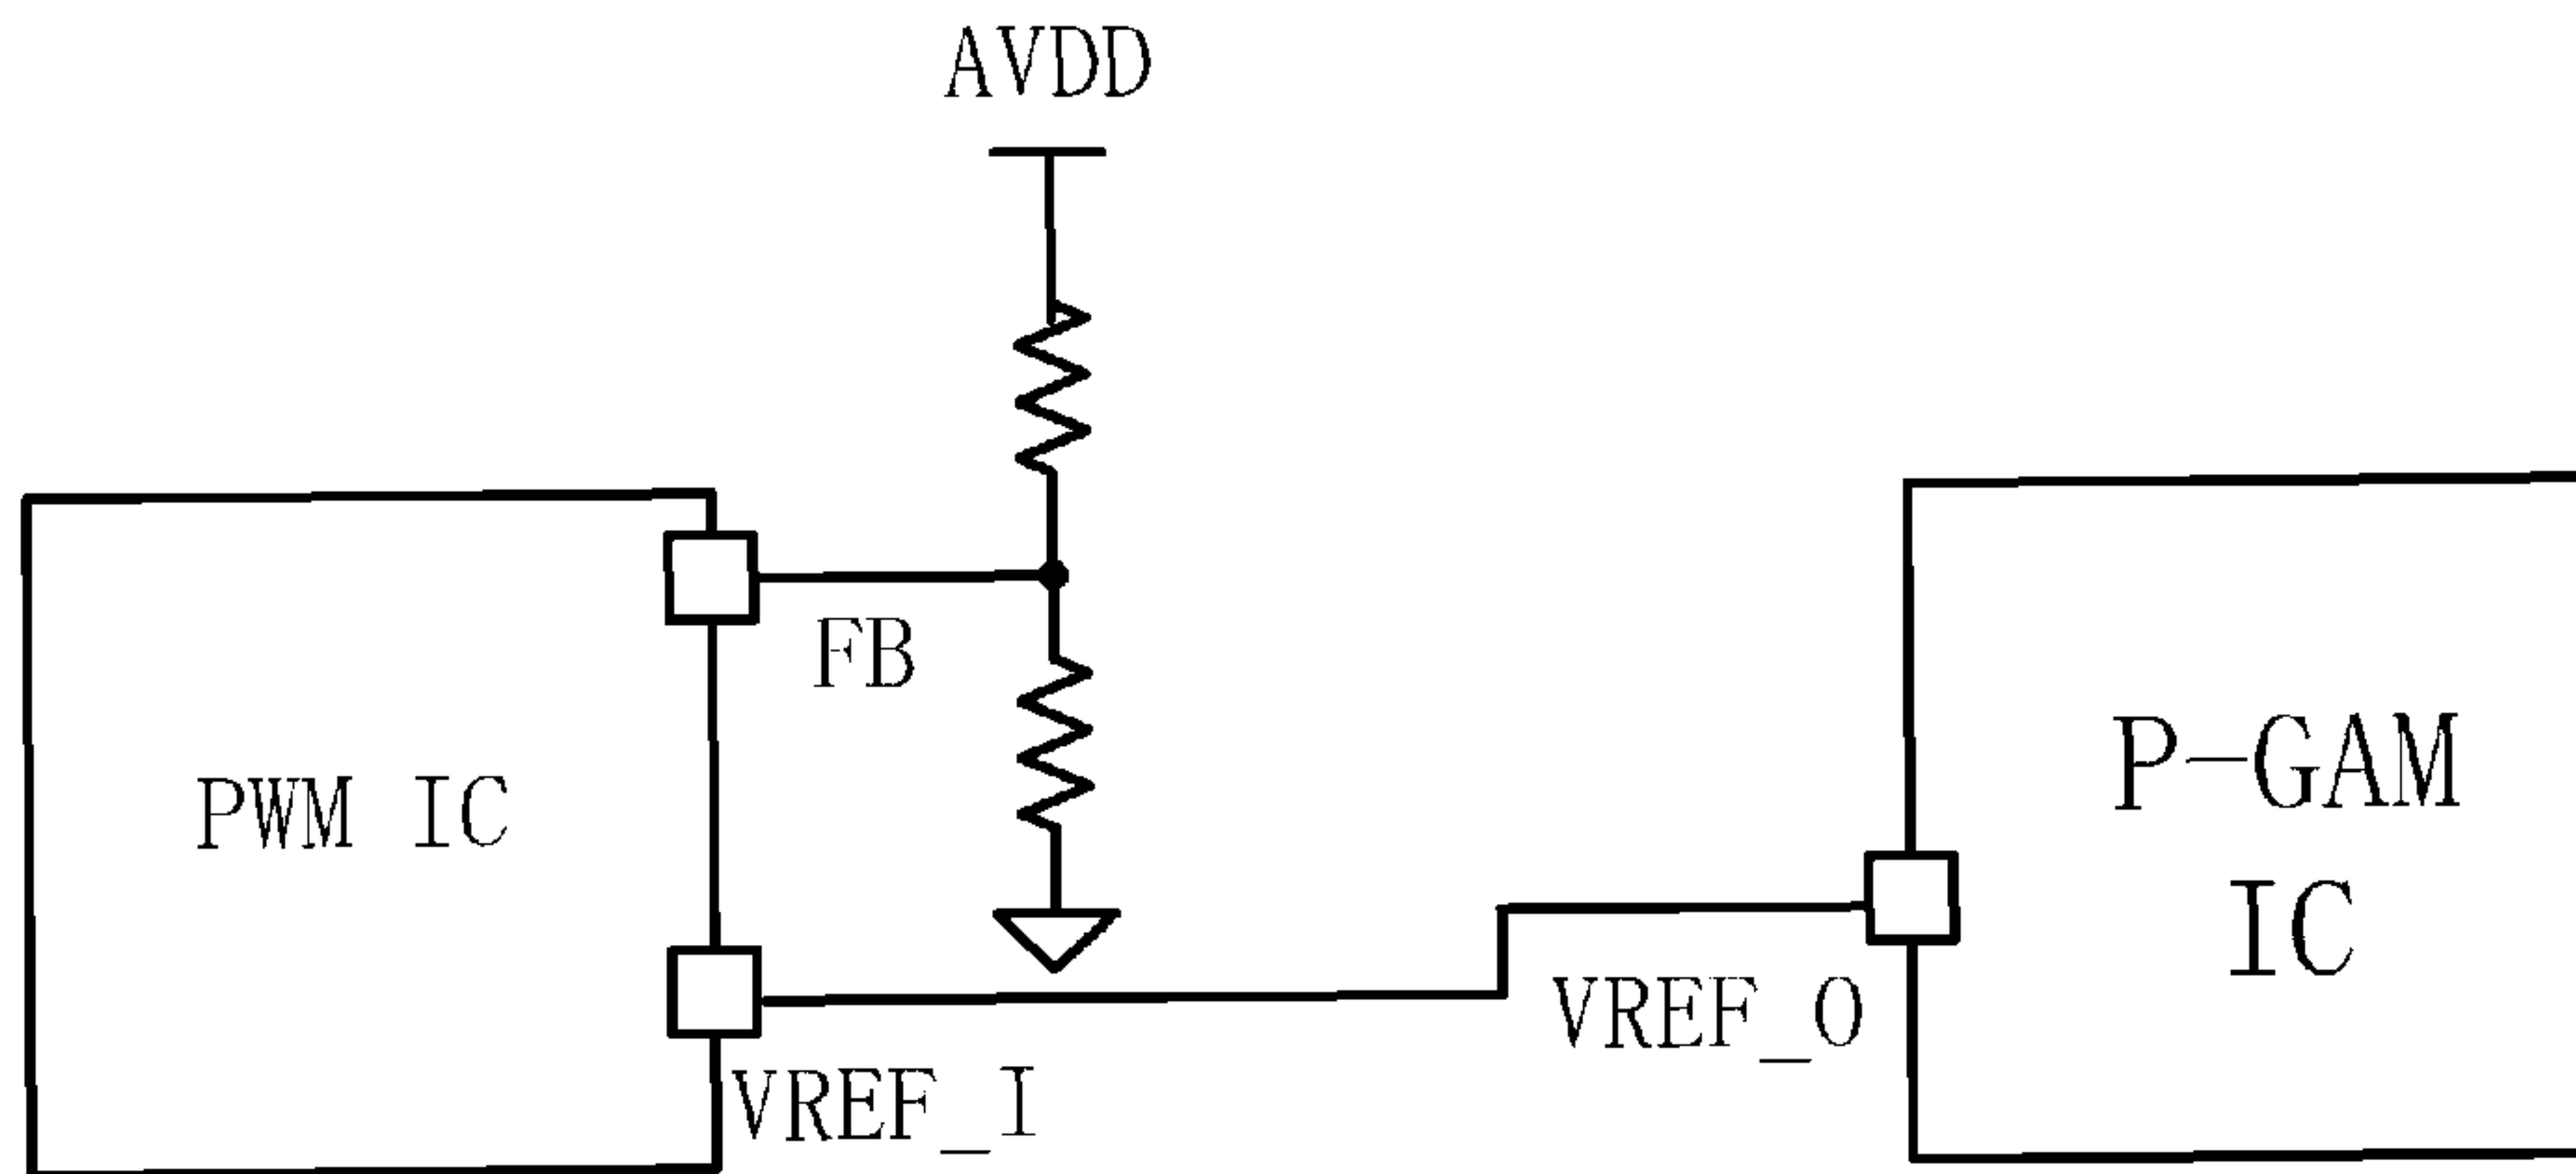 AVDD
FB
PWM IC
P-GAM
IC
VREF_O
VREF_I